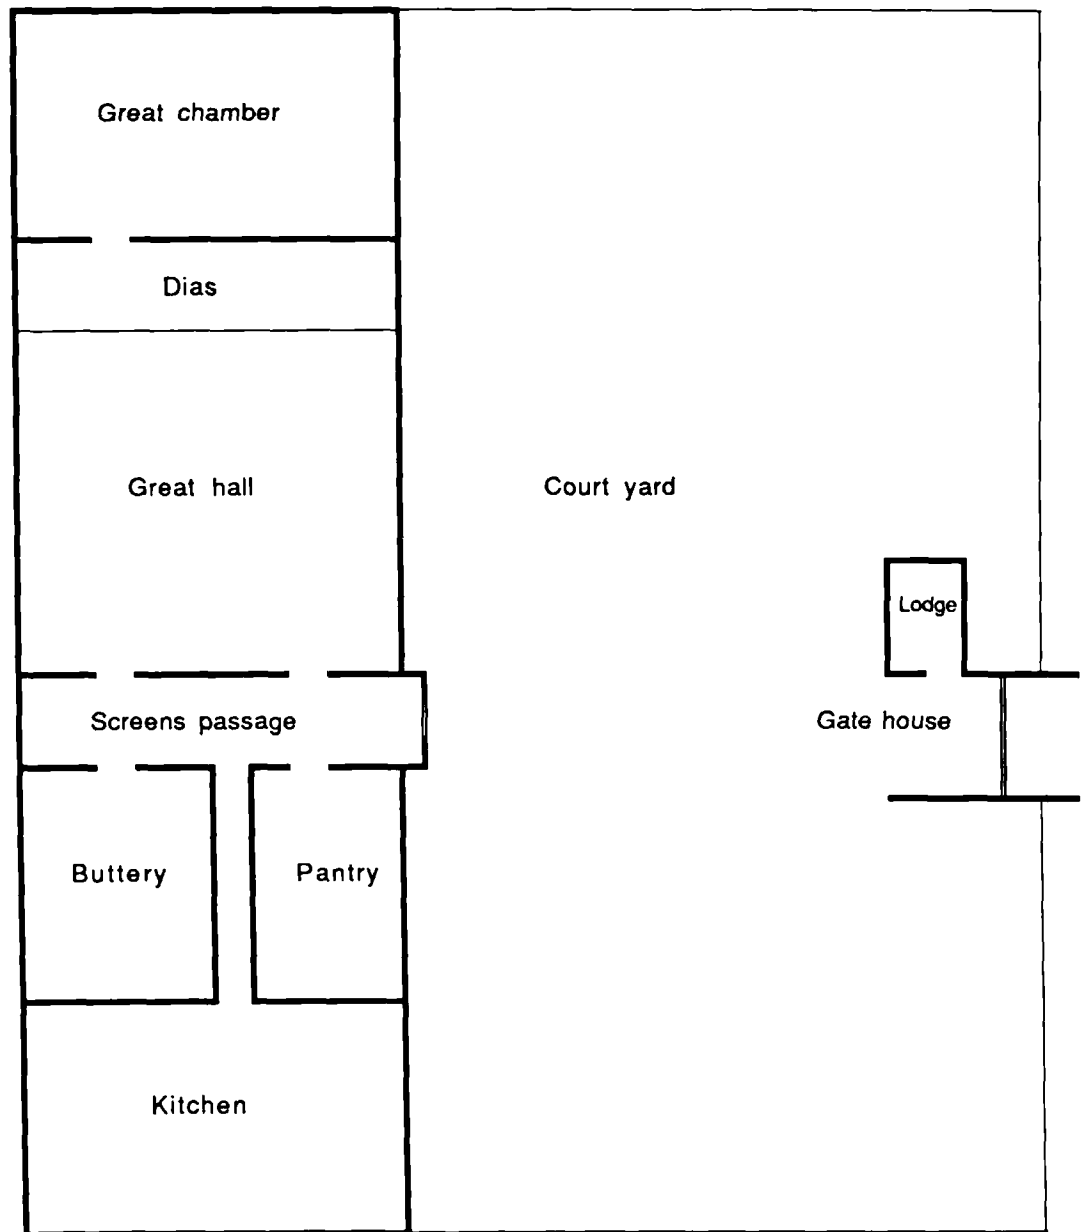 Great chamber
Dias
Great hall
Court yard
Lodge
Screens passage
Gate house
Buttery
Pantry
Kitchen